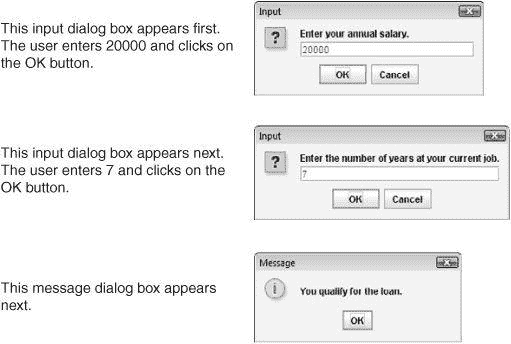 This input dialog box appears first.
The user enters 20000 and clicks on
the OK button.
Input
Enter your annual salary.
20000
OK
Cancel
This input dialog box appears next.
The user enters 7 and clicks on the
OK button.
Input
Enter the number of years at your current job.
7
OK
Cancel
This message dialog box appears
next.
Message
You qualify for the loan.
OK